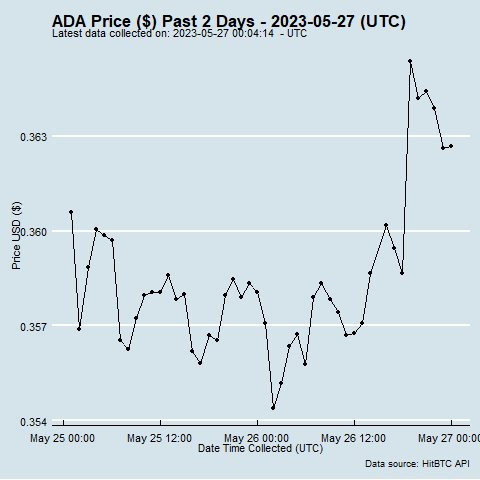 ADA Price ($) Past 2 Days - 2023-05-27 (UTC)
Latest data collected on: 2023-05-27 00:04:14  - UTC
Price USD ($)
0.363
0.360
0.357
0.354
May 25 00:00 May 25 12:00 May 26 00:00 May 26 12:00 May 27 00:00
Date Time Collected (UTC)
Data source: HitBTC API